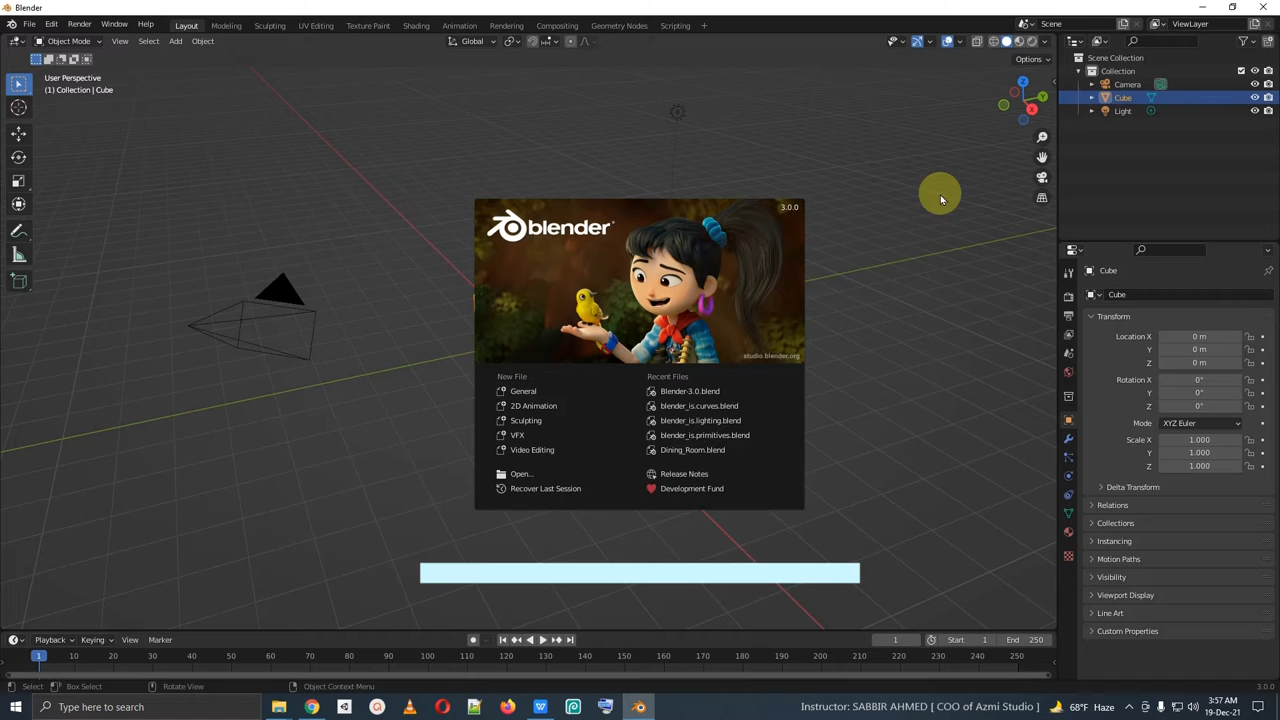 Blender
File Edit Render Window Help Layout Modeling Sculpting UV Editing Texture Paint Shading Animation Rendering Compositing Geometry Nodes Scripting + Scene ViewLayer
Object Mode View Select Add Object Global
Options
User Perspective
(1) Collection | Cube
Z
Y
X
Scene Collection
Collection
Camera
Cube
Light
blender
3.0.0
studio.blender.org
New File
General
2D Animation
Sculpting
VFX
Video Editing
Open...
Recover Last Session
Recent Files
Blender-3.0.blend
blender_is.curves.blend
blender_is.lighting.blend
blender_is.primitives.blend
Dining_Room.blend
Release Notes
Development Fund
Cube
Cube
Transform
Location X 0 m
Y 0 m
Z 0 m
Rotation X 0°
Y 0°
Z 0°
Mode XYZ Euler
Scale X 1.000
Y 1.000
Z 1.000
Delta Transform
Relations
Collections
Instancing
Motion Paths
Visibility
Viewport Display
Line Art
Custom Properties
Playback Keying View Marker 1 Start 1 End 250
1 10 20 30 40 50 60 70 80 90 100 110 120 130 140 150 160 170 180 190 200 210 220 230 240 250
Select Box Select Rotate View Object Context Menu 3.0.0
Type here to search
Instructor: SABBIR AHMED [ COO of Azmi Studio ]
68°F Haze
3:57 AM
19-Dec-21